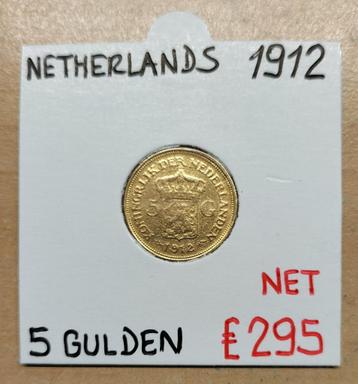 NETHERLANDS 1912
KONINGRIJK DER NEDERLANDEN
5 G
1912
NET
5 GULDEN £295